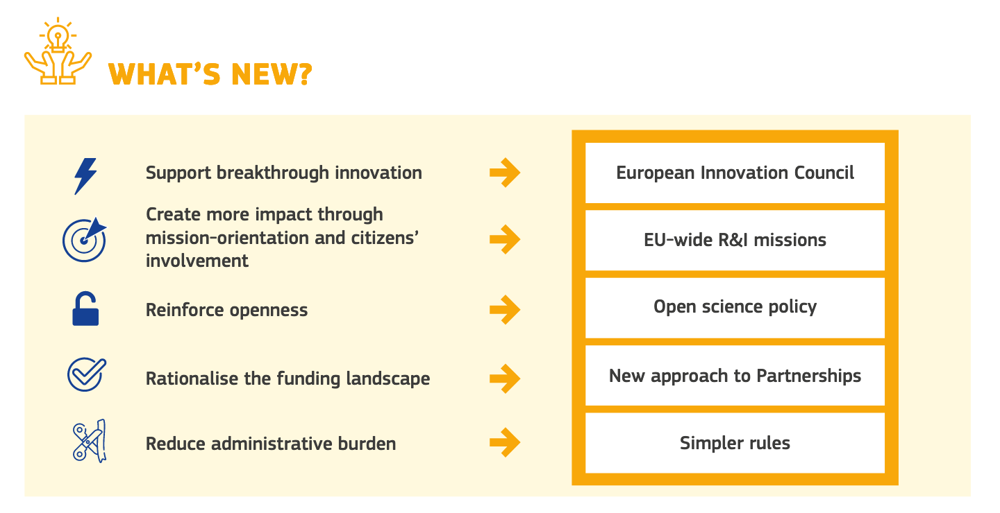 WHAT’S NEW?
Support breakthrough innovation
European Innovation Council
Create more impact through
mission-orientation and citizens’
involvement
EU-wide R&I missions
Reinforce openness
Open science policy
Rationalise the funding landscape
New approach to Partnerships
Reduce administrative burden
Simpler rules